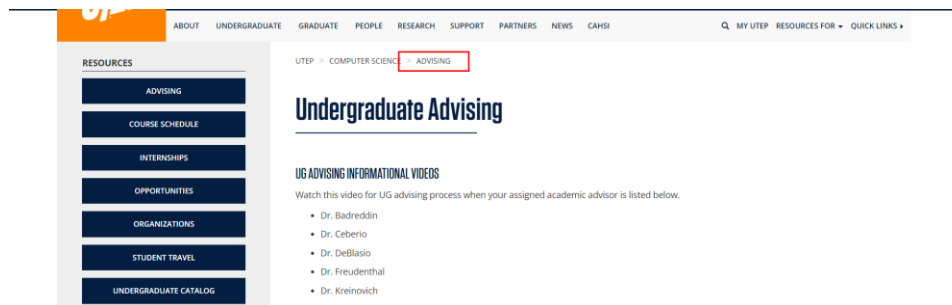 ABOUT UNDERGRADUATE GRADUATE PEOPLE RESEARCH SUPPORT PARTNERS NEWS CAHSI MY UTEP RESOURCES FOR QUICK LINKS
RESOURCES
ADVISING
COURSE SCHEDULE
INTERNSHIPS
OPPORTUNITIES
ORGANIZATIONS
STUDENT TRAVEL
UNDERGRADUATE CATALOG
UTEP > COMPUTER SCIENCE > ADVISING
Undergraduate Advising
UG ADVISING INFORMATIONAL VIDEOS
Watch this video for UG advising process when your assigned academic advisor is listed below.
• Dr. Badreddin
• Dr. Ceberio
• Dr. DeBlasio
• Dr. Freudenthal
• Dr. Kreinovich